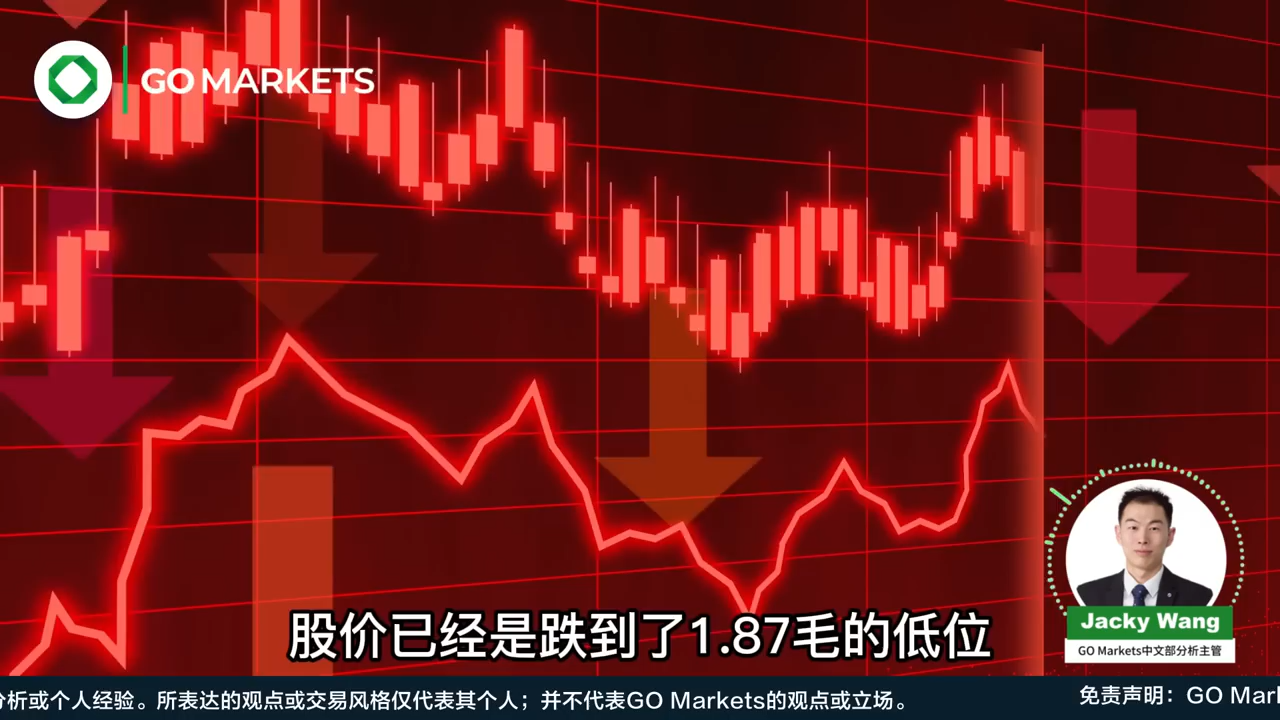 GO MARKETS
股价已经是跌到了1.87毛的低位
Jacky Wang
GO Markets中文部分析主管
分析或个人经验。所表达的观点或交易风格仅代表其个人；并不代表GO Markets的观点或立场。
免责声明：GO Mar